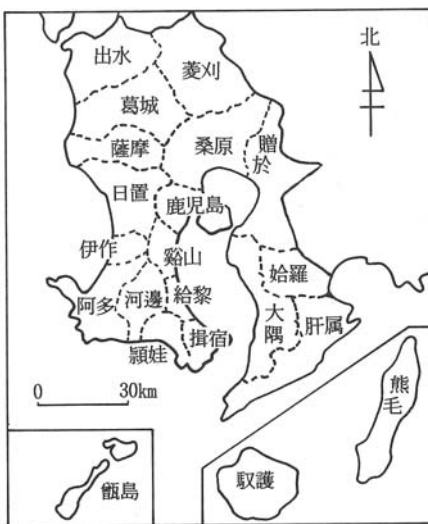 北
出水
菱刈
葛城
薩摩
桑原
贈於
日置
鹿児島
伊作
谿山
姶羅
阿多
河邊
給黎
大隅
肝属
頴娃
揖宿
0 30km
熊毛
甑島
馭護